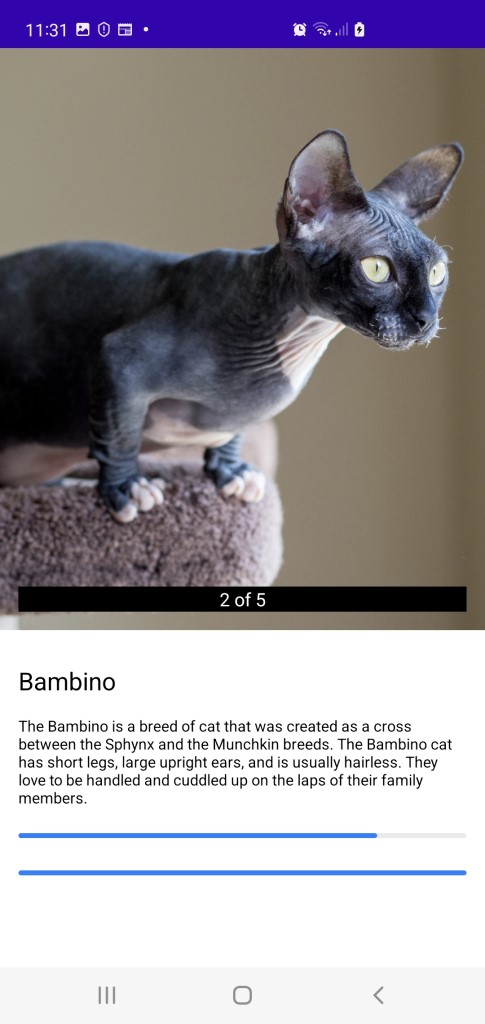 11:31
2 of 5
Bambino
The Bambino is a breed of cat that was created as a cross
between the Sphynx and the Munchkin breeds. The Bambino cat
has short legs, large upright ears, and is usually hairless. They
love to be handled and cuddled up on the laps of their family
members.